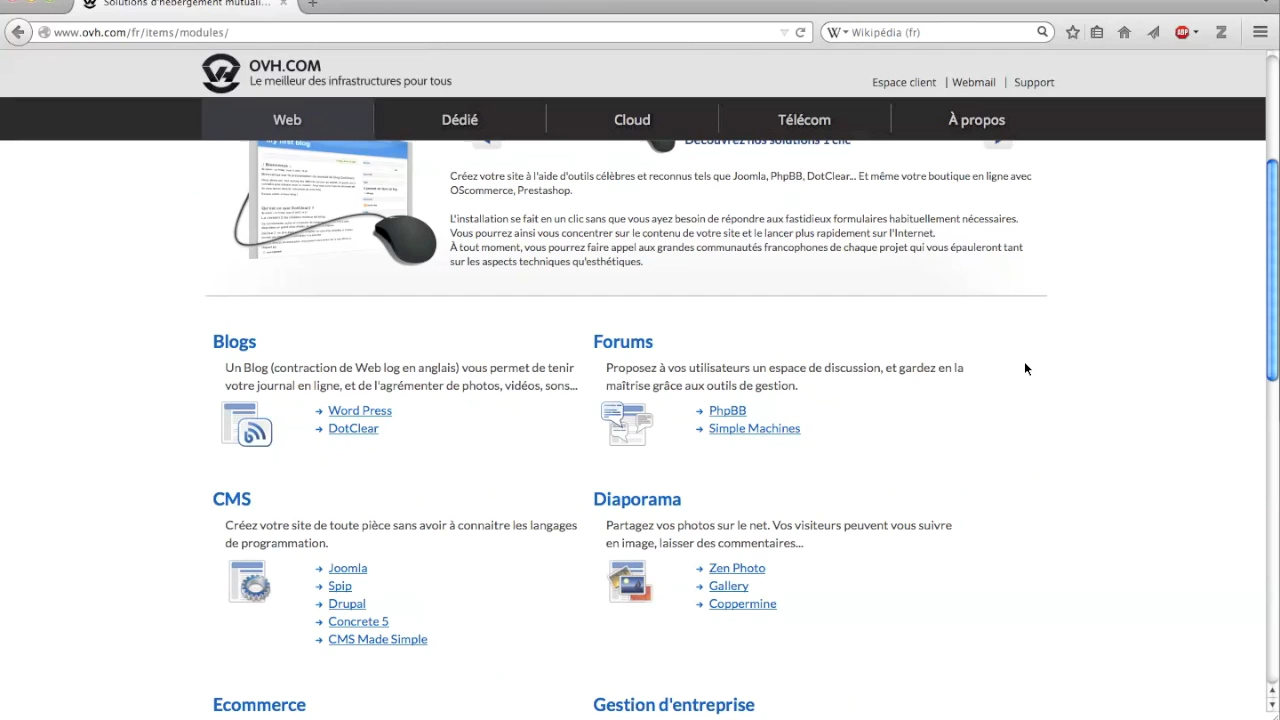 Solutions d'hébergement mutuali...
www.ovh.com/fr/items/modules/
Wikipédia (fr)
OVH.COM
Le meilleur des infrastructures pour tous
Espace client | Webmail | Support
Web
Dédié
Cloud
Télécom
À propos
my first blog
Découvrez nos solutions 1 clic
Créez votre site à l'aide d'outils célèbres et reconnus tels que Joomla, PhpBB, DotClear... Et même votre boutique en ligne avec
OScommerce, Prestashop.
L'installation se fait en un clic sans que vous ayez besoin de répondre aux fastidieux formulaires habituellement nécessaires.
Vous pourrez ainsi vous concentrer sur le contenu de votre site et le lancer plus rapidement sur l'Internet.
A tout moment, vous pourrez faire appel aux grandes communautés francophones de chaque projet qui vous épauleront tant
sur les aspects techniques qu'esthétiques.
Blogs
Un Blog (contraction de Web log en anglais) vous permet de tenir
votre journal en ligne, et de l'agrémenter de photos, vidéos, sons...
Word Press
DotClear
Forums
Proposez à vos utilisateurs un espace de discussion, et gardez en la
maîtrise grâce aux outils de gestion.
PhpBB
Simple Machines
CMS
Créez votre site de toute pièce sans avoir à connaitre les langages
de programmation.
Joomla
Spip
Drupal
Concrete 5
CMS Made Simple
Diaporama
Partagez vos photos sur le net. Vos visiteurs peuvent vous suivre
en image, laisser des commentaires...
Zen Photo
Gallery
Coppermine
Ecommerce
Gestion d'entreprise